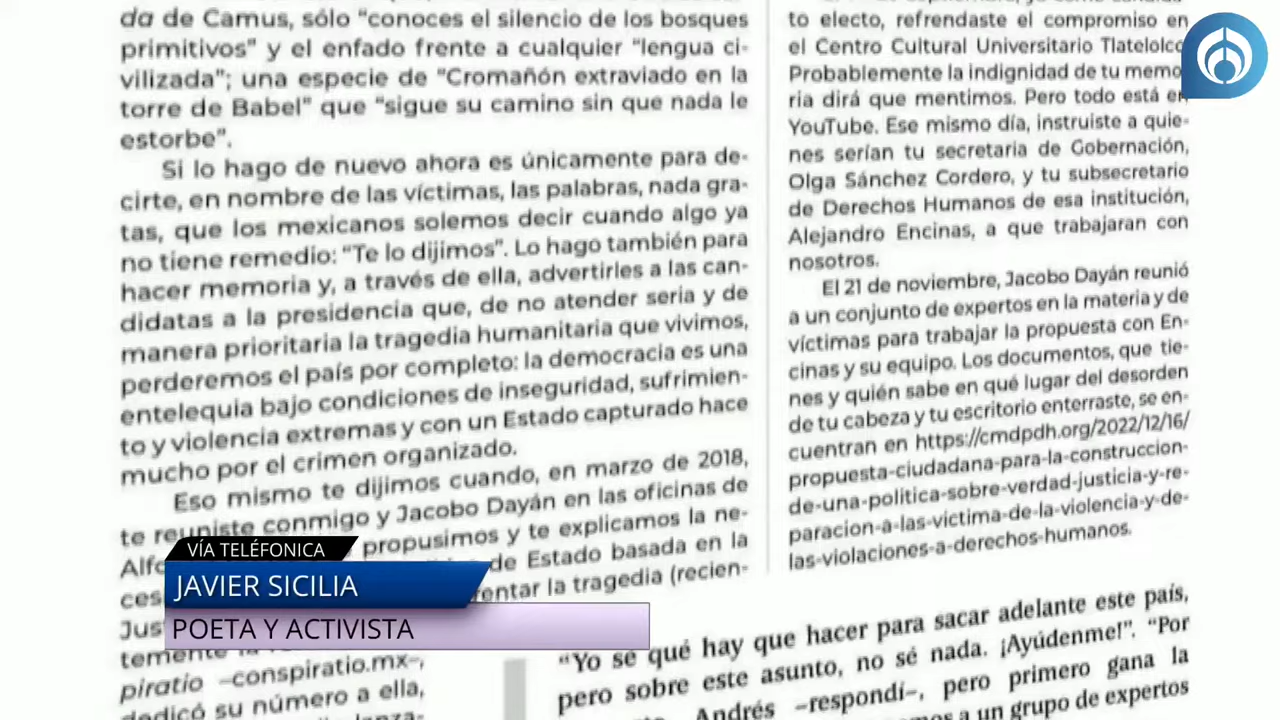 da de Camus, sólo “conoces el silencio de los bosques
primitivos” y el enfado frente a cualquier “lengua ci-
vilizada”; una especie de “Cromañón extraviado en la
torre de Babel” que “sigue su camino sin que nada le
estorbe”.
Si lo hago de nuevo ahora es únicamente para de-
cirte, en nombre de las víctimas, las palabras, nada gra-
tas, que los mexicanos solemos decir cuando algo ya
no tiene remedio: “Te lo dijimos”. Lo hago también para
hacer memoria y, a través de ella, advertirles a las can-
didatas a la presidencia que, de no atender seria y de
manera prioritaria la tragedia humanitaria que vivimos,
perderemos el país por completo: la democracia es una
entelequia bajo condiciones de inseguridad, sufrimien-
to y violencia extremas y con un Estado capturado hace
mucho por el crimen organizado.
Eso mismo te dijimos cuando, en marzo de 2018,
te reuniste conmigo y Jacobo Dayán en las oficinas de
Alfo propusimos y te explicamos la ne-
ces de Estado basada en la
Jus entar la tragedia (recien-
temente la
piratio –conspiratio.mx–,
dedicó su número a ella,
to electo, refrendaste el compromiso en
el Centro Cultural Universitario Tlatelolco
Probablemente la indignidad de tu memo
ria dirá que mentimos. Pero todo está en
YouTube. Ese mismo día, instruiste a quie-
nes serían tu secretaria de Gobernación,
Olga Sánchez Cordero, y tu subsecretario
de Derechos Humanos de esa institución,
Alejandro Encinas, a que trabajaran con
nosotros.
El 21 de noviembre, Jacobo Dayán reunió
a un conjunto de expertos en la materia y de
víctimas para trabajar la propuesta con En-
cinas y su equipo. Los documentos, que tie-
nes y quién sabe en qué lugar del desorden
de tu cabeza y tu escritorio enterraste, se en-
cuentran en https://cmdpdh.org/2022/12/16/
propuesta-ciudadana-para-la-construccion-
de-una-politica-sobre-verdad-justicia-y-re-
paracion-a-las-victima-de-la-violencia-y-de-
las-violaciones-a-derechos-humanos.
“Yo sé qué hay que hacer para sacar adelante este país,
pero sobre este asunto, no sé nada. ¡Ayúdenme!”. “Por
Andrés –respondí–, pero primero gana la
a un grupo de expertos
VÍA TELÉFONICA
JAVIER SICILIA
POETA Y ACTIVISTA